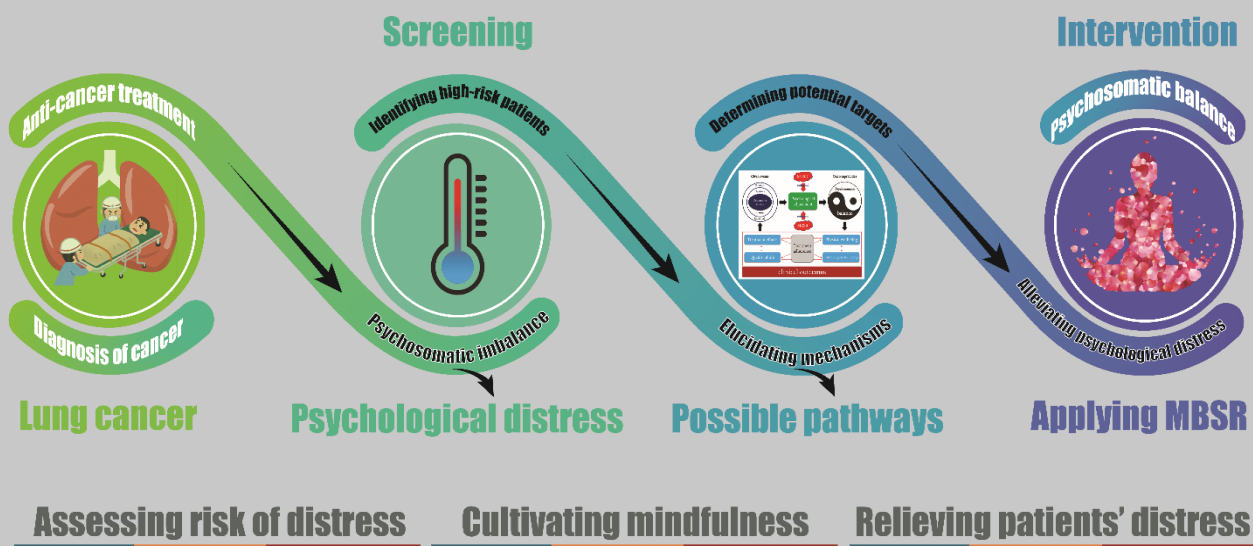 Screening
Intervention
Anti-cancer treatment
Identifying high-risk patients
Determining potential targets
Psychosomatic balance
Diagnosis of cancer
Psychosomatic imbalance
Elucidating mechanisms
Alleviating psychological distress
Lung cancer
Psychological distress
Possible pathways
Applying MBSR
Assessing risk of distress
Cultivating mindfulness
Relieving patients' distress